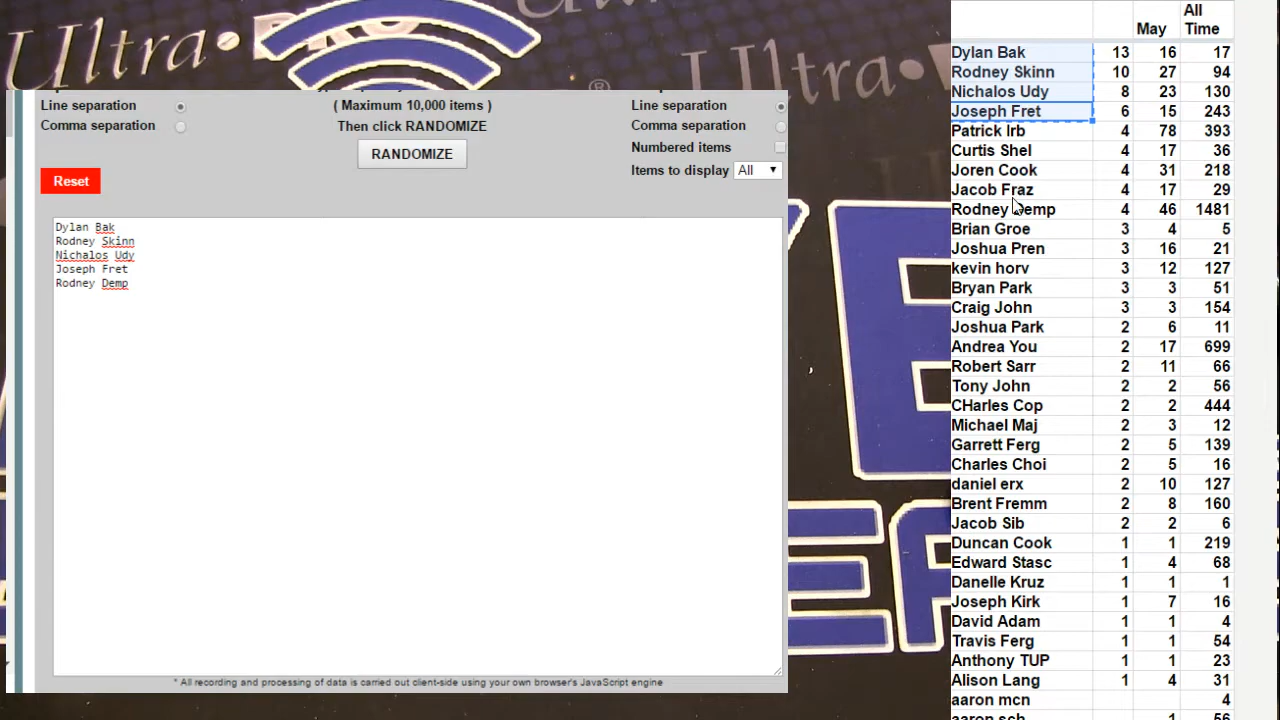 Ultra•PRO
May
All
Time
Dylan Bak 13 16 17
Rodney Skinn 10 27 94
Nichalos Udy 8 23 130
Joseph Fret 6 15 243
Patrick Irb 4 78 393
Curtis Shel 4 17 36
Joren Cook 4 31 218
Jacob Fraz 4 17 29
Rodney Demp 4 46 1481
Brian Groe 3 4 5
Joshua Pren 3 16 21
kevin horv 3 12 127
Bryan Park 3 3 51
Craig John 3 3 154
Joshua Park 2 6 11
Andrea You 2 17 699
Robert Sarr 2 11 66
Tony John 2 2 56
CHarles Cop 2 2 444
Michael Maj 2 3 12
Garrett Ferg 2 5 139
Charles Choi 2 5 16
daniel erx 2 10 127
Brent Fremm 2 8 160
Jacob Sib 2 2 6
Duncan Cook 1 1 219
Edward Stasc 1 4 68
Danelle Kruz 1 1 1
Joseph Kirk 1 7 16
David Adam 1 1 4
Travis Ferg 1 1 54
Anthony TUP 1 1 23
Alison Lang 1 4 31
aaron mcn 4
aaron sch 1 56
Line separation
Comma separation
( Maximum 10,000 items )
Then click RANDOMIZE
RANDOMIZE
Line separation
Comma separation
Numbered items
Items to display All
Reset
Dylan Bak
Rodney Skinn
Nichalos Udy
Joseph Fret
Rodney Demp
* All recording and processing of data is carried out client-side using your own browser's JavaScript engine
Ultra•